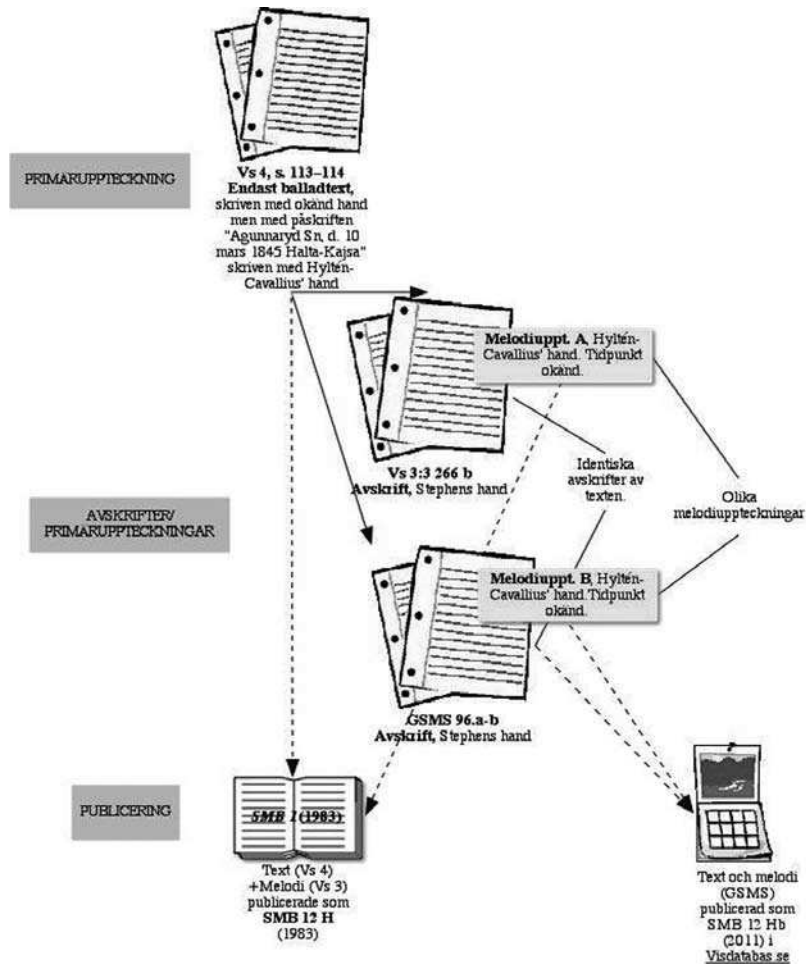 Vs 4, s. 113–114
Endast balladtext,
skriven med okänd hand
men med påskriften
"Agunnaryd Sn, d. 10
mars 1845 Halta-Kajsa"
skriven med Hyltén-
Cavallius' hand
PRIMÄRUPPTECKNING
Melodiuppt. A, Hyltén-
Cavallius' hand. Tidpunkt
okänd.
Vs 3:3 266 b
Avskrift, Stephens hand
Identiska
avskrifter av
texten.
Olika
melodiuppteckningar
AVSKRIFTER/
PRIMÄRUPPTECKNINGAR
Melodiuppt. B, Hyltén-
Cavallius' hand.Tidpunkt
okänd.
GSMS 96.a-b
Avskrift, Stephens hand
PUBLICERING
SMB 1 (1983)
Text (Vs 4)
+Melodi (Vs 3)
publicerade som
SMB 12 H
(1983)
Text och melodi
(GSMS)
publicerad som
SMB 12 Hb
(2011) i
Visdatabas.se